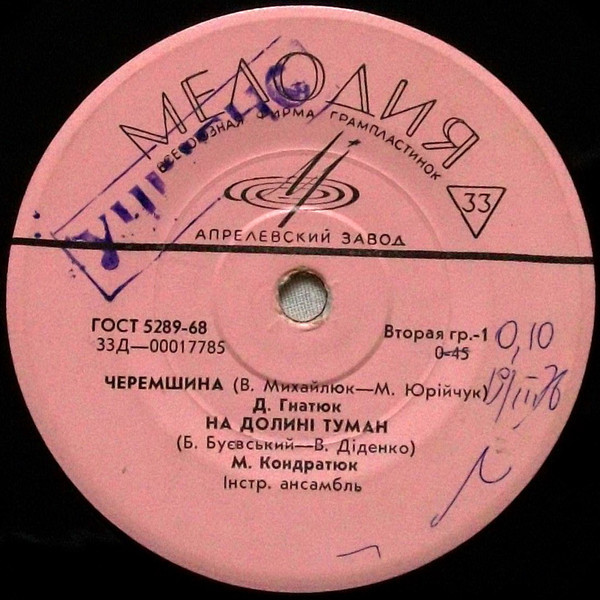 МЕЛОДИЯ
ВСЕСОЮЗНАЯ ФИРМА ГРАМПЛАСТИНОК
33
АПРЕЛЕВСКИЙ ЗАВОД
ГОСТ 5289-68
33Д—00017785
Вторая гр.-1 0,10
0-45
ЧЕРЕМШИНА (В. Михайлюк—М. Юрійчук)
Д. Гнатюк
НА ДОЛИНІ ТУМАН
(Б. Буєвський—В. Діденко)
М. Кондратюк
Інстр. ансамбль